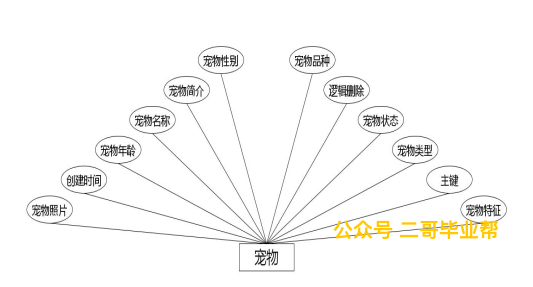 宠物性别
宠物品种
宠物简介
逻辑删除
宠物名称
宠物状态
宠物年龄
宠物类型
创建时间
主键
宠物照片
宠物特征
公众号 二哥毕业帮
宠物